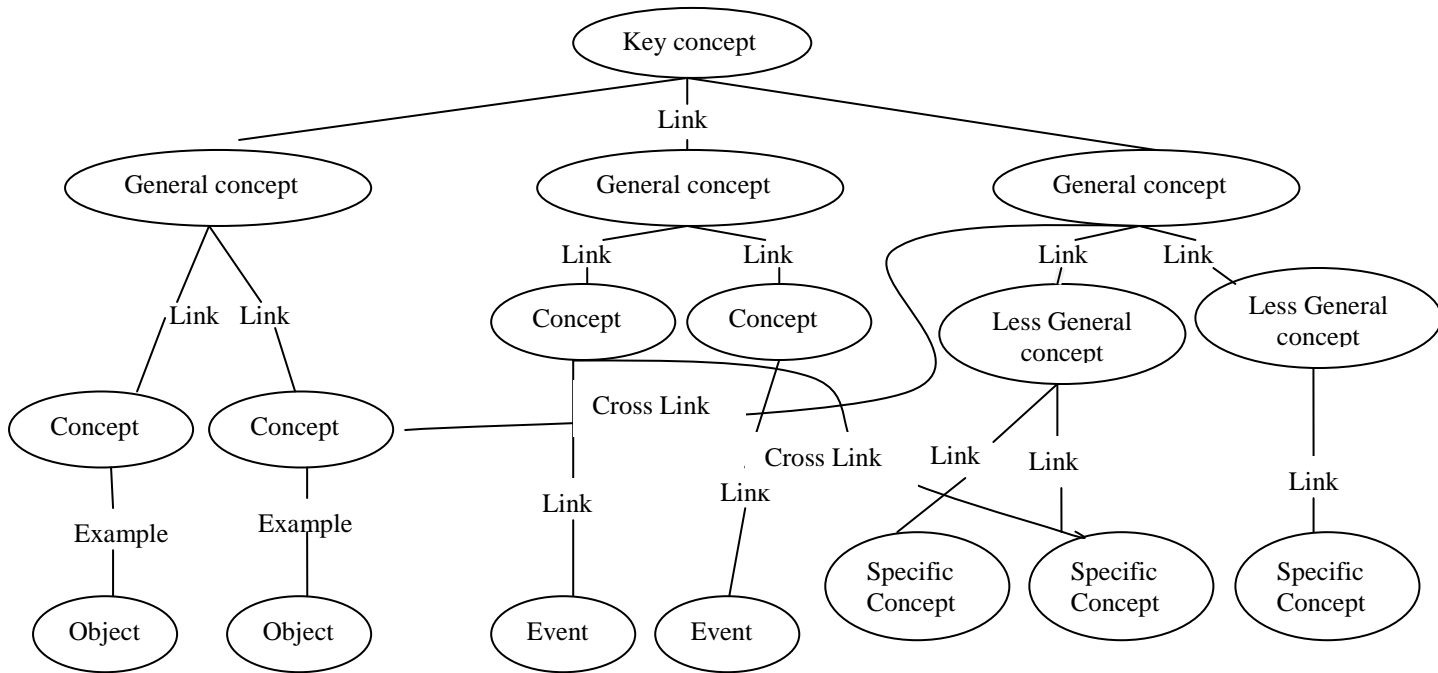 Key concept
Link
General concept
General concept
General concept
Link
Link
Link
Link
Link
Link
Concept
Concept
Less General
concept
Less General
concept
Concept
Concept
Cross Link
Cross Link
Link
Link
Link
Link
Link
Example
Example
Specific
Concept
Specific
Concept
Specific
Concept
Object
Object
Event
Event